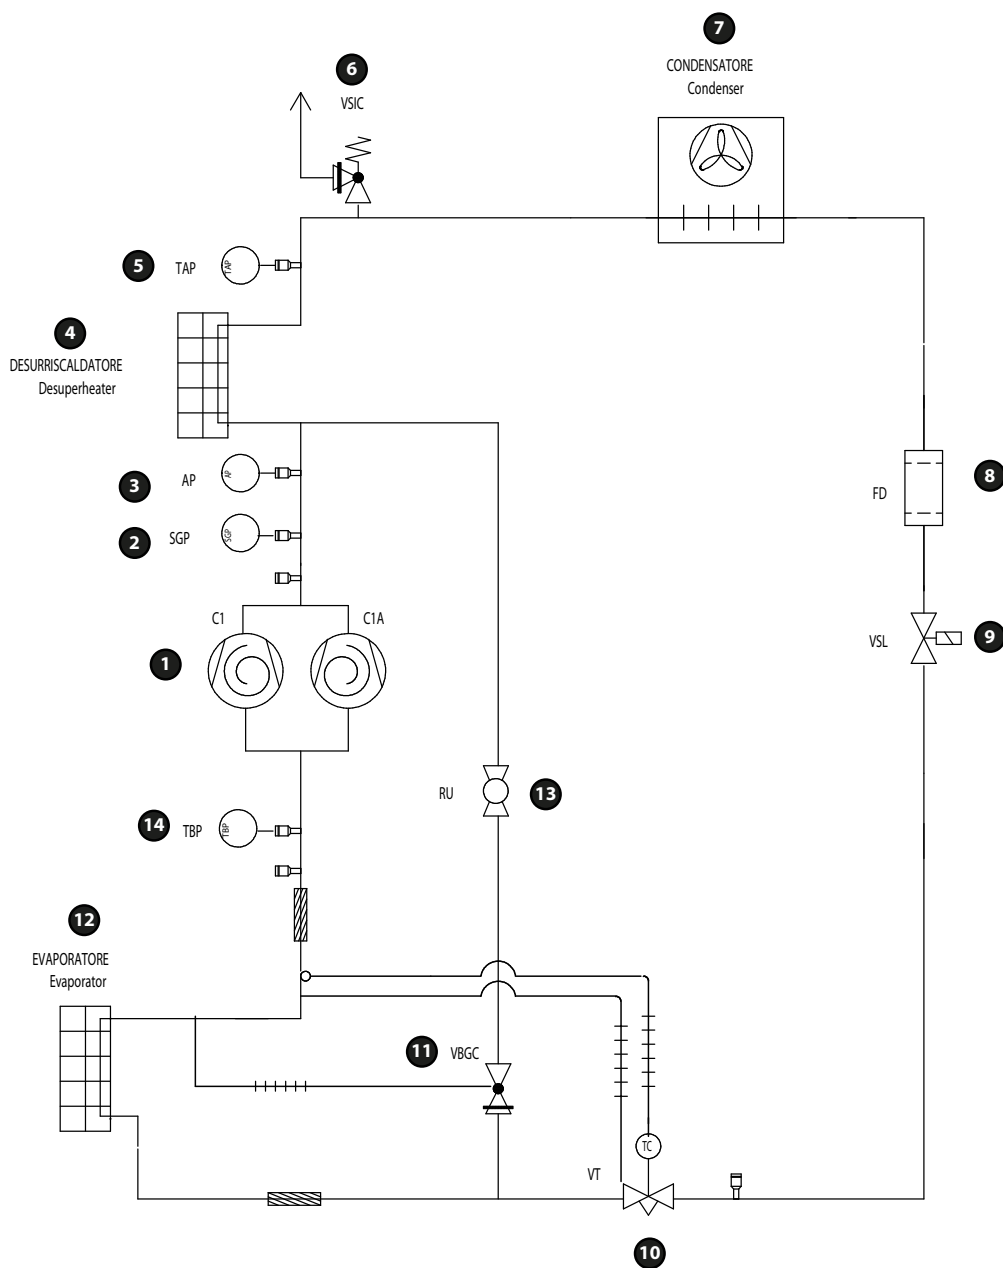 7
CONDENSATORE
Condenser
6
VSIC
5
TAP
TAP
4
DESURRISCALDATORE
Desuperheater
3
AP
AP
8
FD
2
SGP
SGP
C1
C1A
1
9
VSL
RU
13
14
TBP
TBP
12
EVAPORATORE
Evaporator
11
VBGC
TC
VT
10